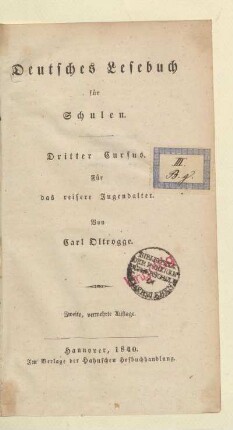 Deutsches Lesebuch
für
Schulen.
Dritter Cursus.
III.
B. g.
Für
das reifere Jugendalter.
Von
Carl Oltrogge.
Zweite, vermehrte Auflage.
Hannover, 1840.
Im Verlage der Hahnschen Hofbuchhandlung.